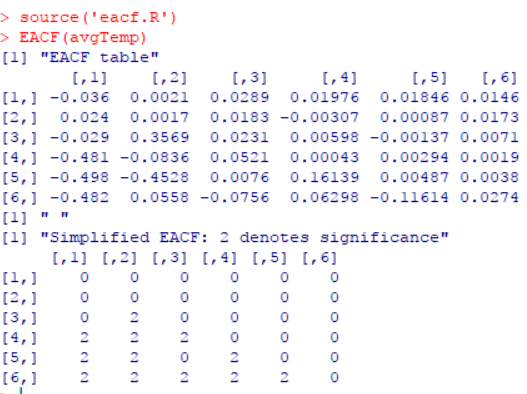 > source('eacf.R')
> EACF(avgTemp)
[1] "EACF table"
       [,1]    [,2]    [,3]     [,4]     [,5]   [,6]
[1,] -0.036  0.0021  0.0289  0.01976  0.01846 0.0146
[2,]  0.024  0.0017  0.0183 -0.00307  0.00087 0.0173
[3,] -0.029  0.3569  0.0231  0.00598 -0.00137 0.0071
[4,] -0.481 -0.0836  0.0521  0.00043  0.00294 0.0019
[5,] -0.498 -0.4528  0.0076  0.16139  0.00487 0.0038
[6,] -0.482  0.0558 -0.0756  0.06298 -0.11614 0.0274
[1] " "
[1] "Simplified EACF: 2 denotes significance"
     [,1] [,2] [,3] [,4] [,5] [,6]
[1,]    0    0    0    0    0    0
[2,]    0    0    0    0    0    0
[3,]    0    2    0    0    0    0
[4,]    2    2    2    0    0    0
[5,]    2    2    0    2    0    0
[6,]    2    2    2    2    2    0